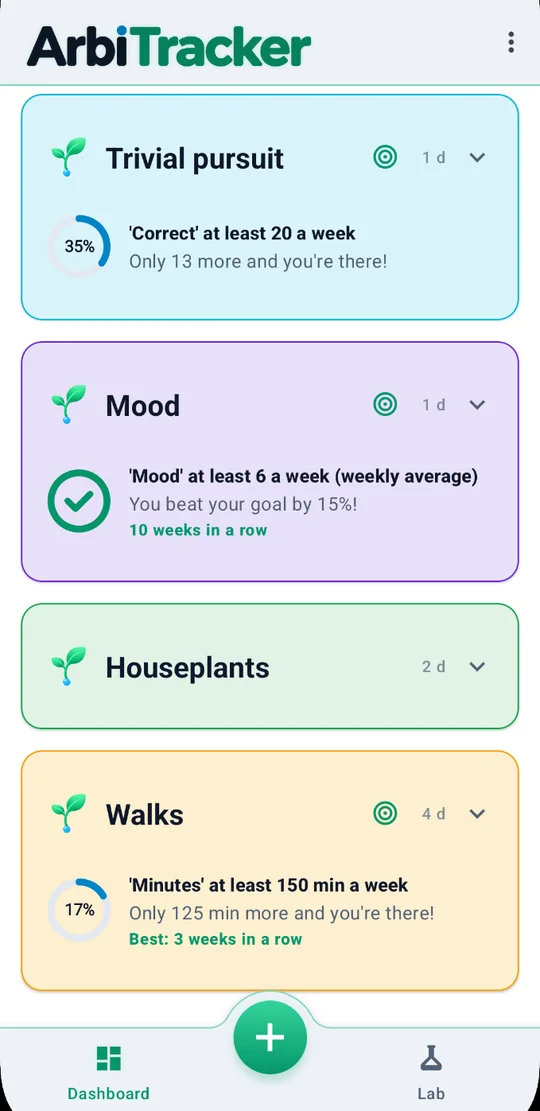 ArbiTracker
Trivial pursuit
1 d
35%
'Correct' at least 20 a week
Only 13 more and you're there!
Mood
1 d
'Mood' at least 6 a week (weekly average)
You beat your goal by 15%!
10 weeks in a row
Houseplants
2 d
Walks
4 d
17%
'Minutes' at least 150 min a week
Only 125 min more and you're there!
Best: 3 weeks in a row
Dashboard
Lab